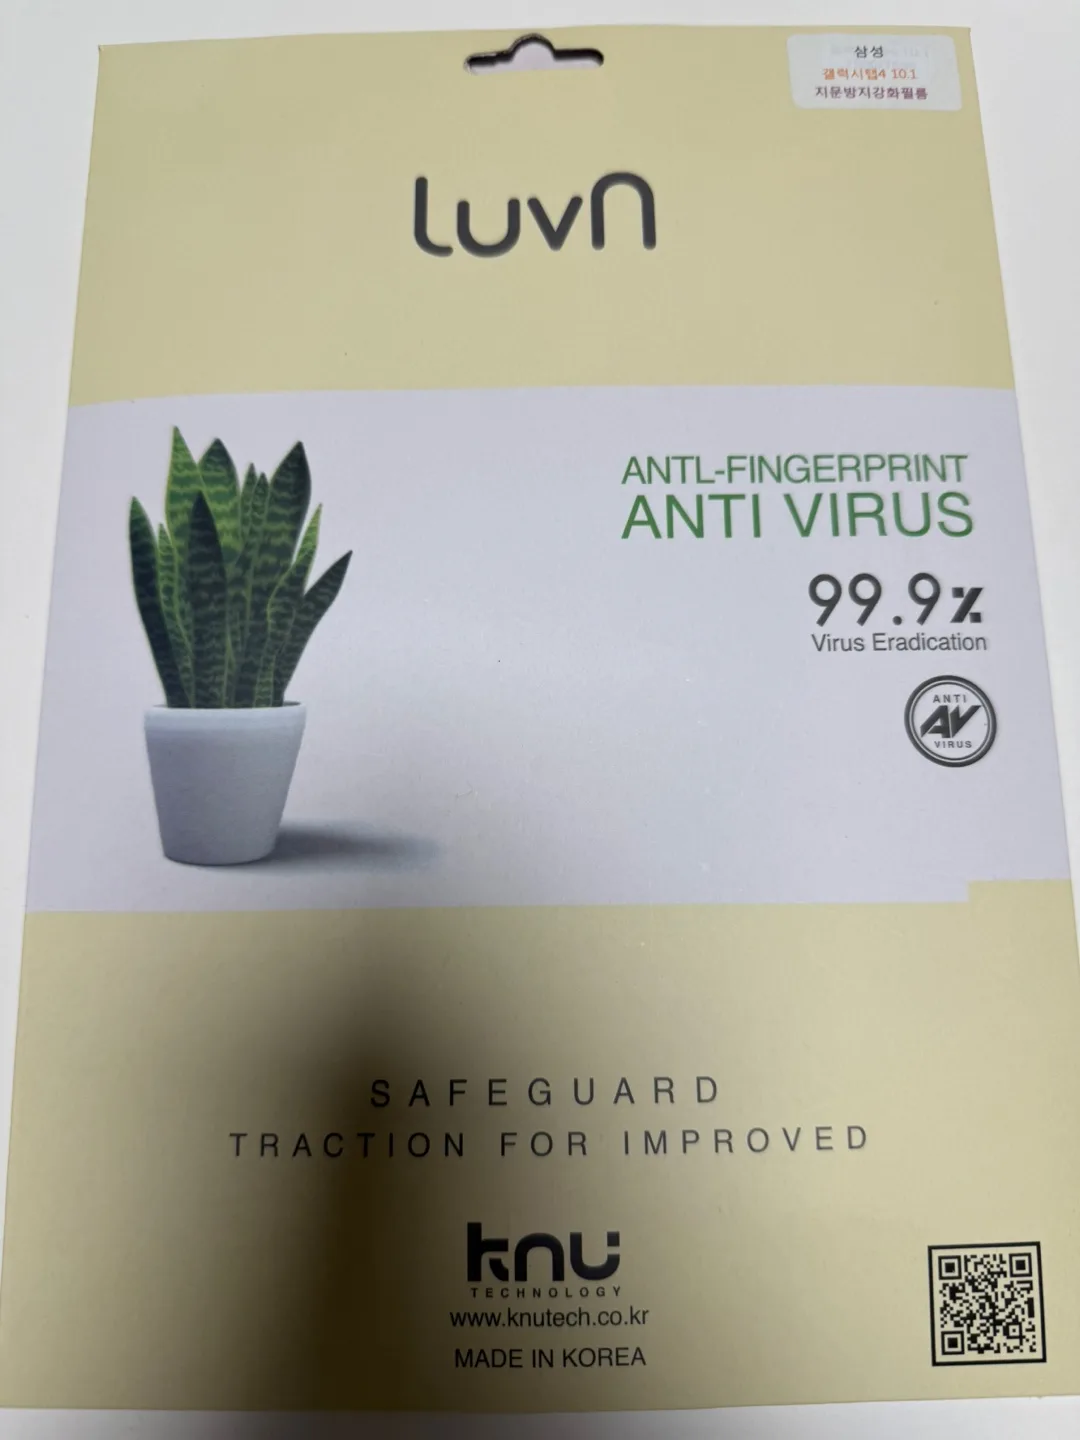 삼성
갤럭시탭4 10.1
지문방지강화필름
luvn
ANTL-FINGERPRINT
ANTI VIRUS
99.9%
Virus Eradication
ANTI
AV
VIRUS
SAFEGUARD
TRACTION FOR IMPROVED
knu
TECHNOLOGY
www.knutech.co.kr
MADE IN KOREA